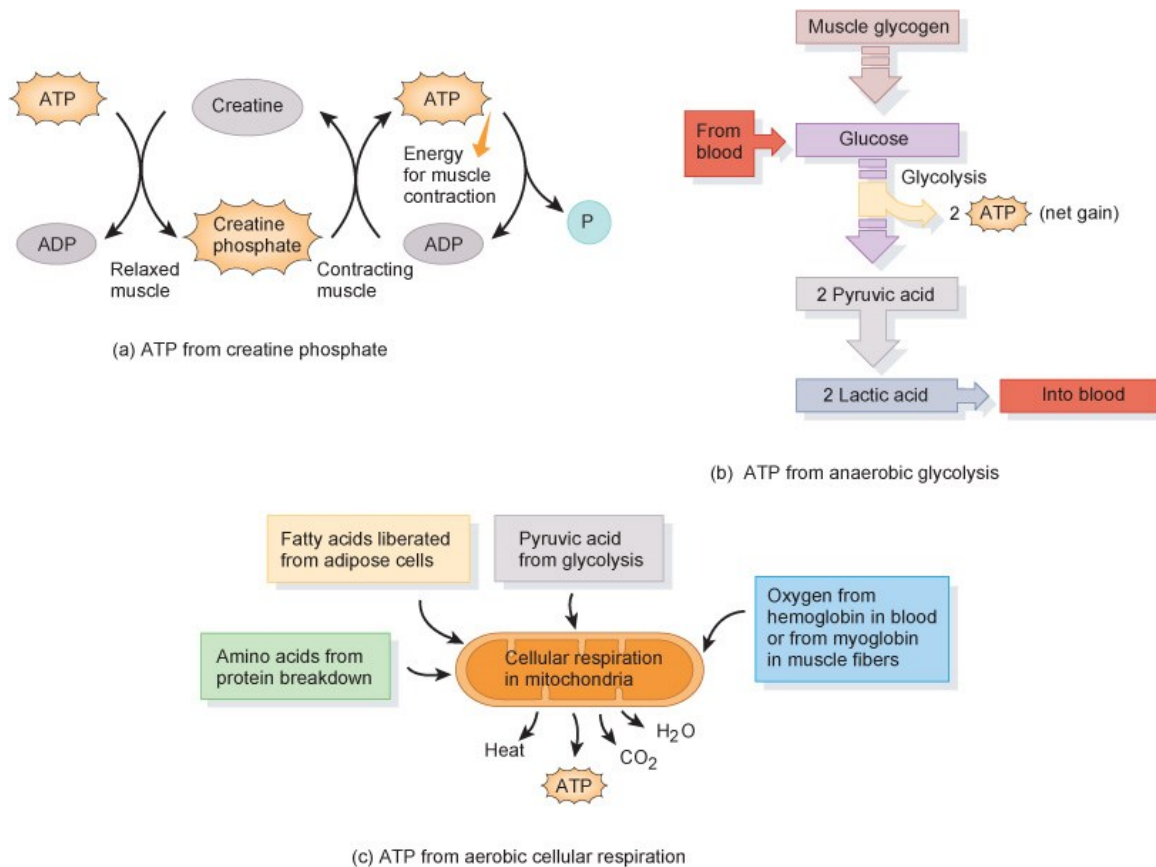 ATP
Creatine
ATP
Energy
for muscle
contraction
ADP
Creatine
phosphate
ADP
P
Relaxed
muscle
Contracting
muscle
(a) ATP from creatine phosphate
Muscle glycogen
From
blood
Glucose
Glycolysis
2 ATP (net gain)
2 Pyruvic acid
2 Lactic acid
Into blood
(b) ATP from anaerobic glycolysis
Fatty acids liberated
from adipose cells
Pyruvic acid
from glycolysis
Oxygen from
hemoglobin in blood
or from myoglobin
in muscle fibers
Amino acids from
protein breakdown
Cellular respiration
in mitochondria
Heat
ATP
CO₂
H₂O
(c) ATP from aerobic cellular respiration